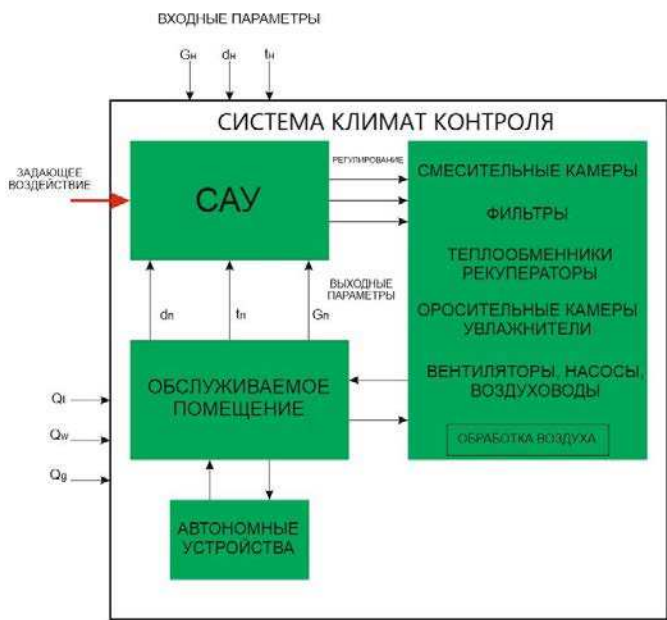 ВХОДНЫЕ ПАРАМЕТРЫ
Gн dн tн
СИСТЕМА КЛИМАТ КОНТРОЛЯ
ЗАДАЮЩЕЕ
ВОЗДЕЙСТВИЕ
САУ
РЕГУЛИРОВАНИЕ
СМЕСИТЕЛЬНЫЕ КАМЕРЫ
ФИЛЬТРЫ
ТЕПЛООБМЕННИКИ
РЕКУПЕРАТОРЫ
ОРОСИТЕЛЬНЫЕ КАМЕРЫ
УВЛАЖНИТЕЛИ
ВЕНТИЛЯТОРЫ, НАСОСЫ,
ВОЗДУХОВОДЫ
ОБРАБОТКА ВОЗДУХА
ВЫХОДНЫЕ
ПАРАМЕТРЫ
dп tп Gп
ОБСЛУЖИВАЕМОЕ
ПОМЕЩЕНИЕ
Qt
Qw
Qg
АВТОНОМНЫЕ
УСТРОЙСТВА